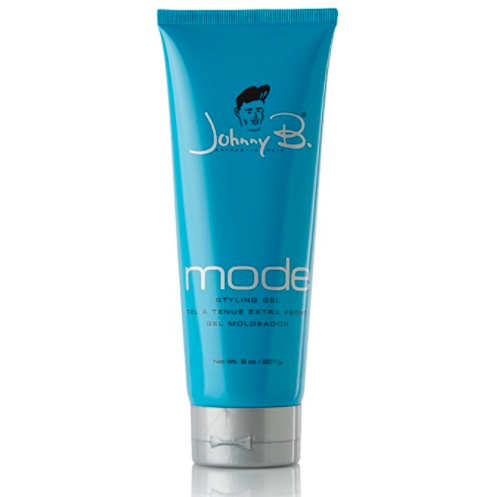 Johnny B.
mode
STYLING GEL
GEL À TENUE EXTRA FERME
GEL MOLDEADOR
Net Wt. 8 oz / 227 g